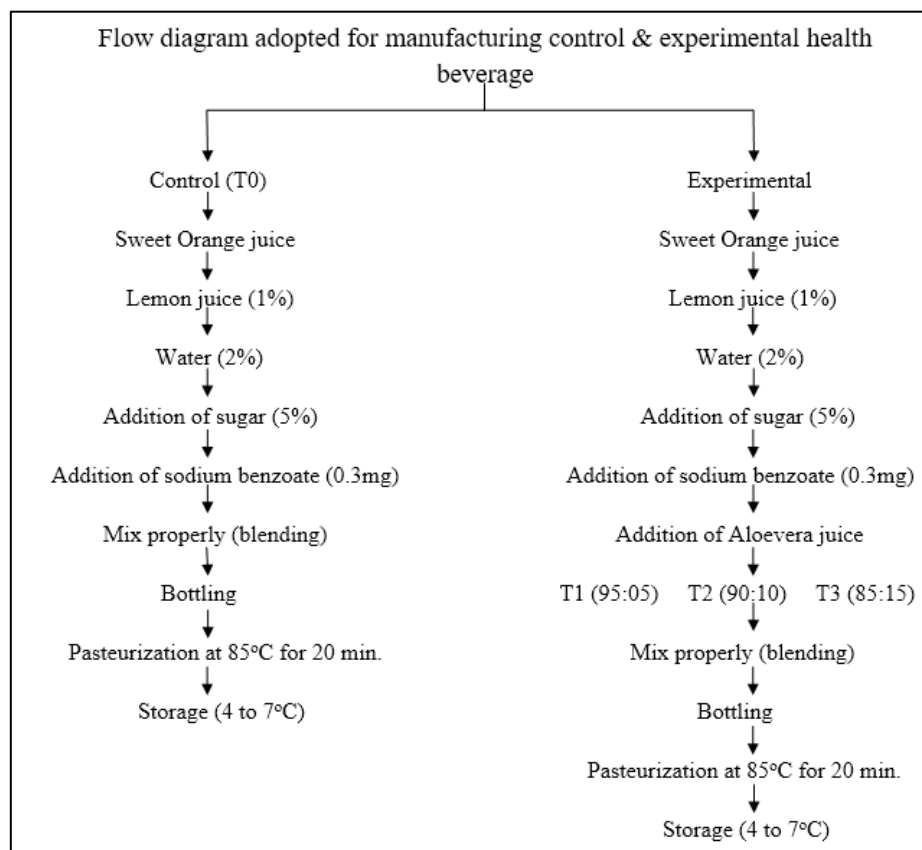 Flow diagram adopted for manufacturing control & experimental health
beverage
Control (T0)
Sweet Orange juice
Lemon juice (1%)
Water (2%)
Addition of sugar (5%)
Addition of sodium benzoate (0.3mg)
Mix properly (blending)
Bottling
Pasteurization at 85°C for 20 min.
Storage (4 to 7°C)
Experimental
Sweet Orange juice
Lemon juice (1%)
Water (2%)
Addition of sugar (5%)
Addition of sodium benzoate (0.3mg)
Addition of Aloevera juice
T1 (95:05) T2 (90:10) T3 (85:15)
Mix properly (blending)
Bottling
Pasteurization at 85°C for 20 min.
Storage (4 to 7°C)